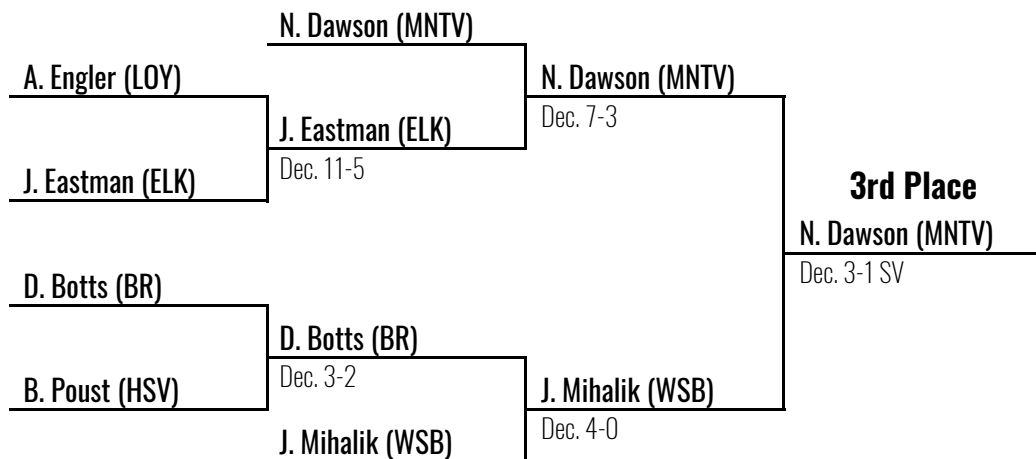 N. Dawson (MNTV)
A. Engler (LOY)
N. Dawson (MNTV)
Dec. 7-3
J. Eastman (ELK)
Dec. 11-5
J. Eastman (ELK)
3rd Place
N. Dawson (MNTV)
Dec. 3-1 SV
D. Botts (BR)
D. Botts (BR)
Dec. 3-2
B. Poust (HSV)
J. Mihalik (WSB)
Dec. 4-0
J. Mihalik (WSB)